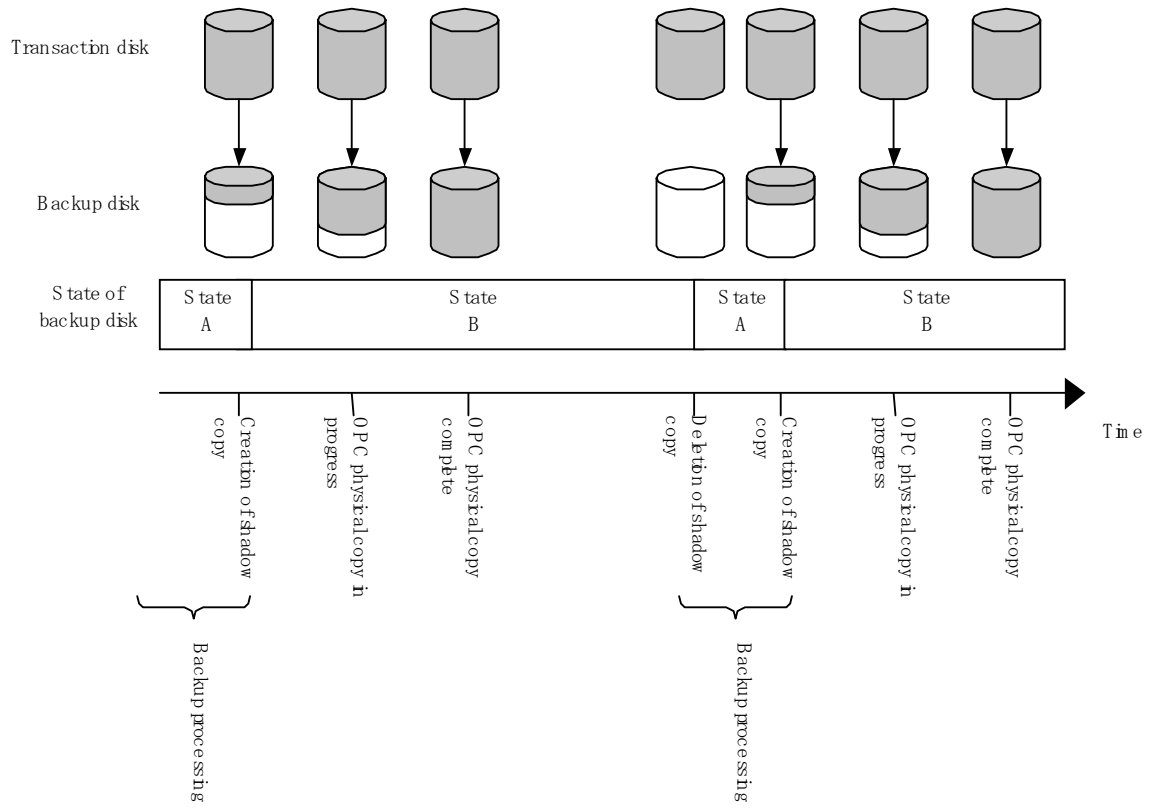 Transaction disk
Backup disk
State of
backup disk
State
A
State
B
State
A
State
B
Time
Creation of shadow
copy
OPC physical copy in
progress
OPC physical copy
complete
Deletion of shadow
copy
Creation of shadow
copy
OPC physical copy in
progress
OPC physical copy
complete
Backup processing
Backup processing